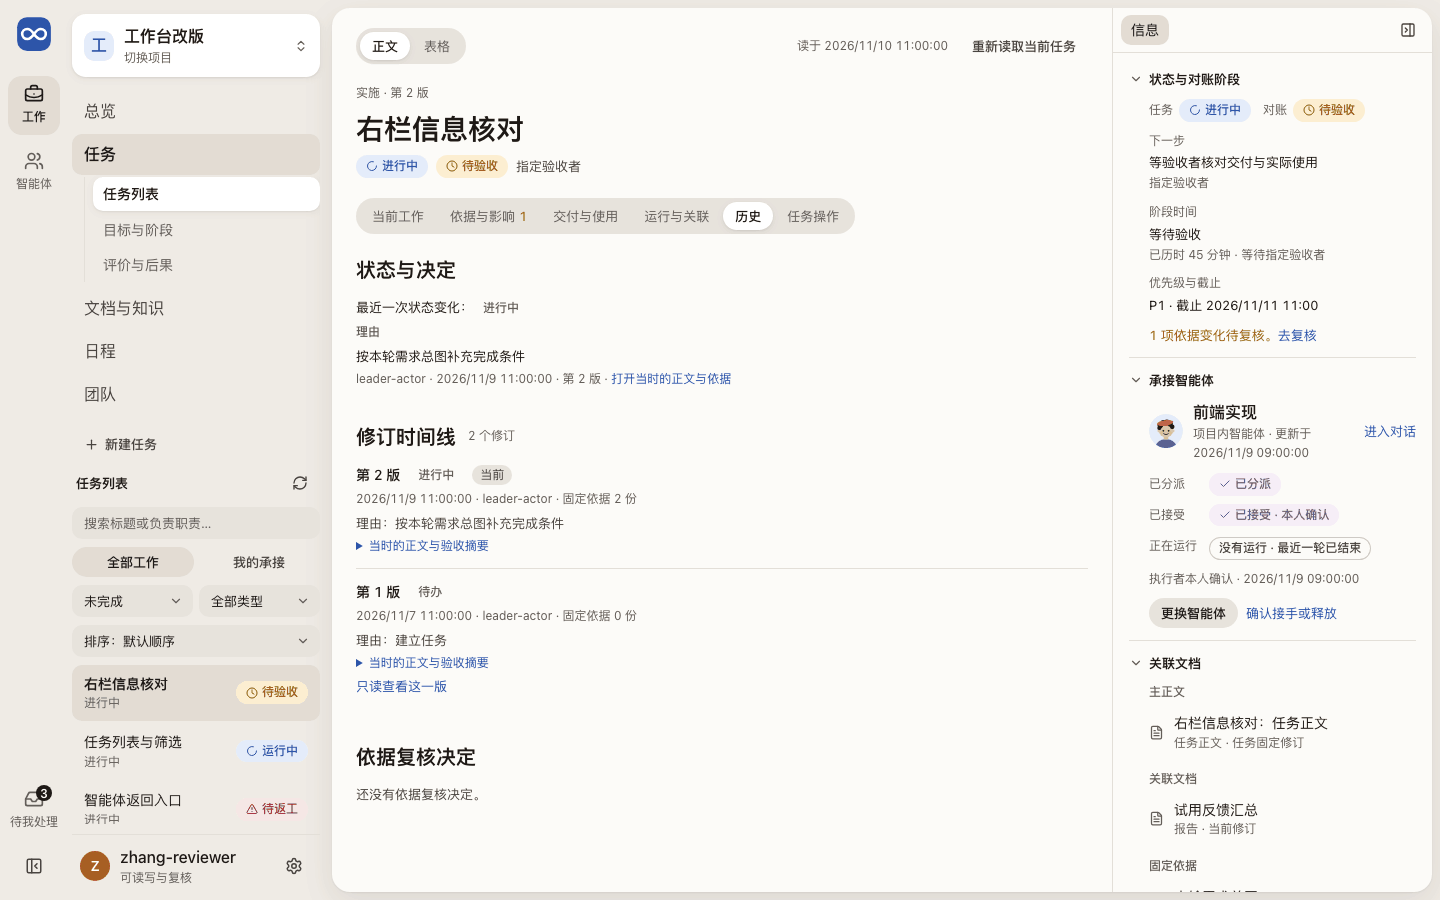 工作
智能体
3
待我处理
工
工作台改版
切换项目
总览
任务
任务列表
目标与阶段
评价与后果
文档与知识
日程
团队
新建任务
任务列表
搜索标题或负责职责...
全部工作 我的承接
未完成 全部类型
排序：默认顺序
右栏信息核对
进行中
待验收
任务列表与筛选
进行中
运行中
智能体返回入口
进行中
待返工
Z
zhang-reviewer
可读写与复核
正文 表格
读于 2026/11/10 11:00:00 重新读取当前任务
实施 · 第 2 版
右栏信息核对
进行中 待验收 指定验收者
当前工作 依据与影响 1 交付与使用 运行与关联 历史 任务操作
状态与决定
最近一次状态变化： 进行中
理由
按本轮需求总图补充完成条件
leader-actor · 2026/11/9 11:00:00 · 第 2 版 · 打开当时的正文与依据
修订时间线 2 个修订
第 2 版 进行中 当前
2026/11/9 11:00:00 · leader-actor · 固定依据 2 份
理由：按本轮需求总图补充完成条件
当时的正文与验收摘要
第 1 版 待办
2026/11/7 11:00:00 · leader-actor · 固定依据 0 份
理由：建立任务
当时的正文与验收摘要
只读查看这一版
依据复核决定
还没有依据复核决定。
信息
状态与对账阶段
任务 进行中 对账 待验收
下一步
等验收者核对交付与实际使用
指定验收者
阶段时间
等待验收
已历时 45 分钟 · 等待指定验收者
优先级与截止
P1 · 截止 2026/11/11 11:00
1 项依据变化待复核。去复核
承接智能体
前端实现
项目内智能体 · 更新于
2026/11/9 09:00:00
进入对话
已分派 已分派
已接受 已接受 · 本人确认
正在运行 没有运行 · 最近一轮已结束
执行者本人确认 · 2026/11/9 09:00:00
更换智能体 确认接手或释放
关联文档
主正文
右栏信息核对：任务正文
任务正文 · 任务固定修订
关联文档
试用反馈汇总
报告 · 当前修订
固定依据